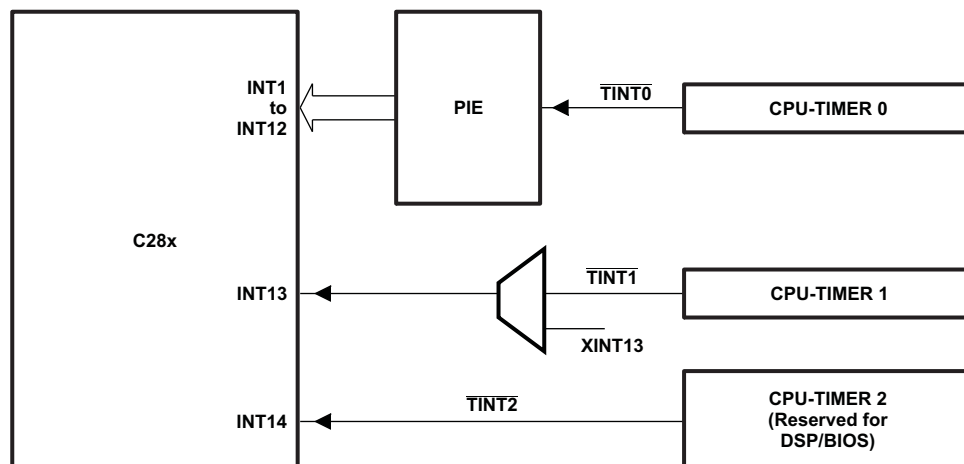 INT1
to
INT12
PIE
TINT0
CPU-TIMER 0
C28x
INT13
TINT1
CPU-TIMER 1
XINT13
INT14
TINT2
CPU-TIMER 2
(Reserved for
DSP/BIOS)